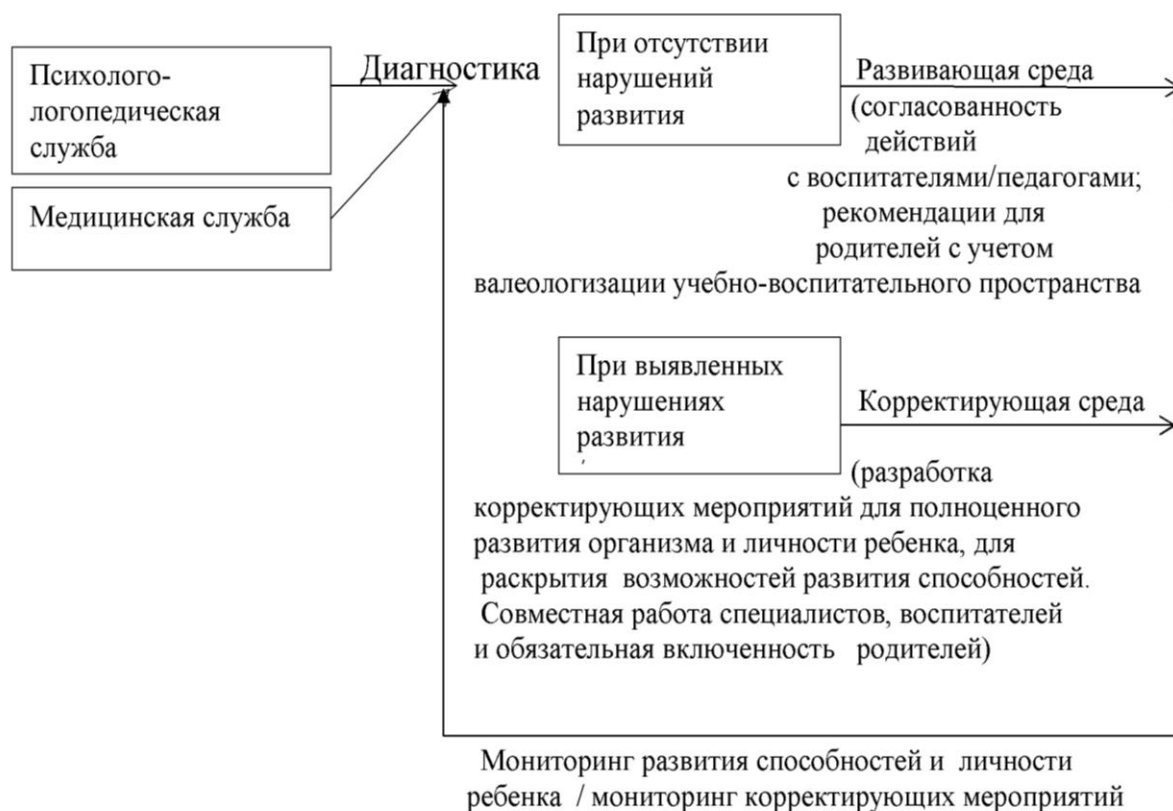 Психолого-
логопедическая
служба
Медицинская служба
Диагностика
При отсутствии
нарушений
развития
Развивающая среда
(согласованность
действий
с воспитателями/педагогами;
рекомендации для
родителей с учетом
валеологизации учебно-воспитательного пространства
При выявленных
нарушениях
развития
Корректирующая среда
(разработка
корректирующих мероприятий для полноценного
развития организма и личности ребенка, для
раскрытия возможностей развития способностей.
Совместная работа специалистов, воспитателей
и обязательная включенность родителей)
Мониторинг развития способностей и личности
ребенка / мониторинг корректирующих мероприятий